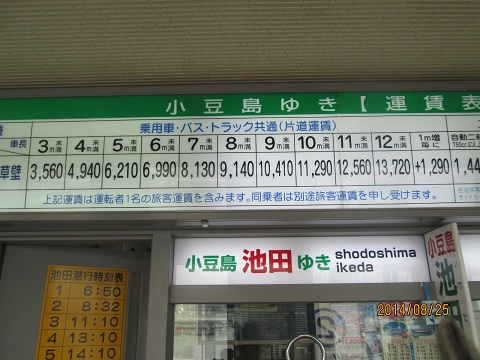 小豆島ゆき【運賃表
車長 3m未満 4m未満 5m未満 6m未満 7m未満 8m未満 9m未満 10m未満 11m未満 12m未満 1m増毎に 自動二
乗用車・バス・トラック共通(片道運賃)
草壁 3,560 4,940 6,210 6,990 8,130 9,140 10,410 11,290 12,560 13,720 +1,290 1,44
上記運賃は運転者1名の旅客運賃を含みます。同乗者は別途旅客運賃を申し受けます。
小豆島 池田 ゆき shodoshima
ikeda
小豆島
池田
池田港行時刻表
1 6:50
2 8:32
3 11:10
4 13:10
5 14:10
2014/08/25